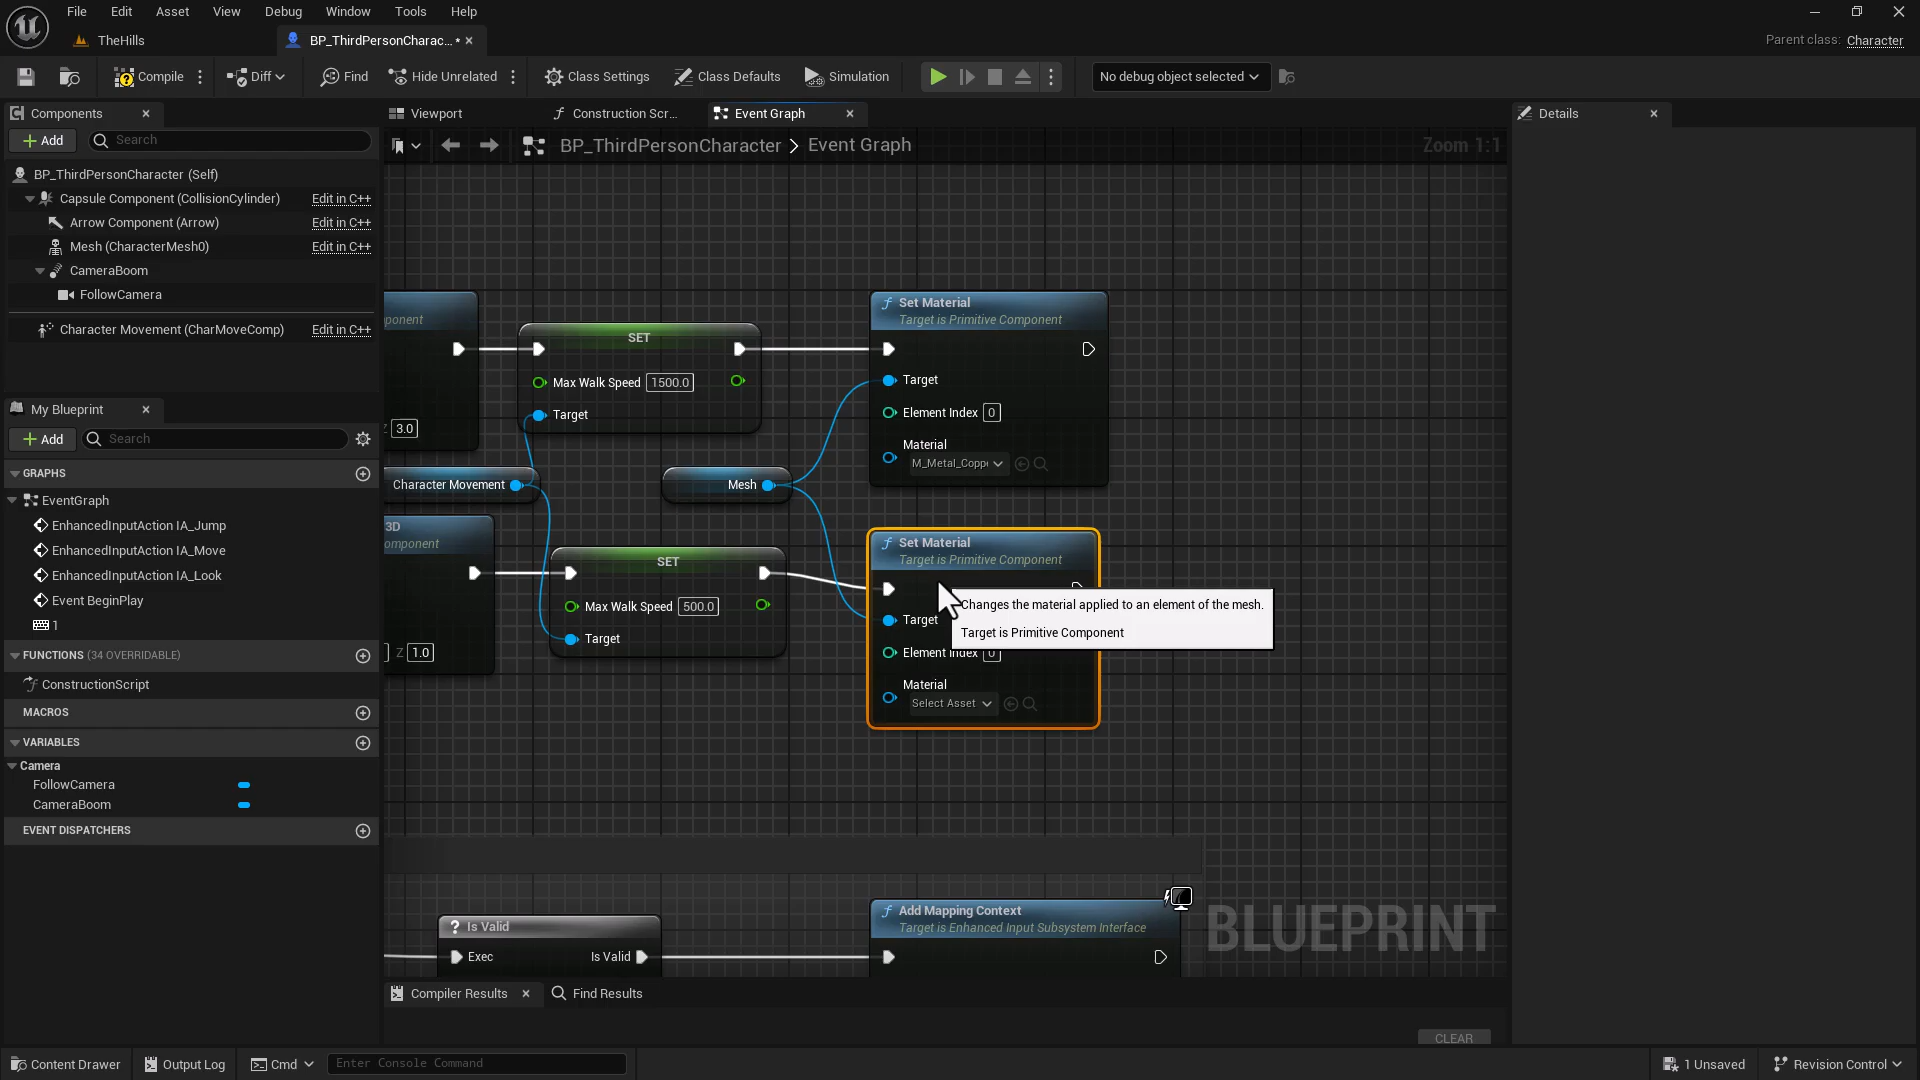 File Edit Asset View Debug Window Tools Help
TheHills
BP_ThirdPersonCharac... •
Parent class: Character
Compile Diff Find Hide Unrelated Class Settings Class Defaults Simulation No debug object selected
Components
Add Search
BP_ThirdPersonCharacter (Self)
Capsule Component (CollisionCylinder) Edit in C++
Arrow Component (Arrow) Edit in C++
Mesh (CharacterMesh0) Edit in C++
CameraBoom
FollowCamera
Character Movement (CharMoveComp) Edit in C++
My Blueprint
Add Search
GRAPHS
EventGraph
EnhancedInputAction IA_Jump
EnhancedInputAction IA_Move
EnhancedInputAction IA_Look
Event BeginPlay
1
FUNCTIONS (34 OVERRIDABLE)
ConstructionScript
MACROS
VARIABLES
Camera
FollowCamera
CameraBoom
EVENT DISPATCHERS
Viewport Construction Scr... Event Graph
BP_ThirdPersonCharacter > Event Graph
Zoom 1:1
ponent
Z 3.0
SET
Max Walk Speed 1500.0
Target
Set Material
Target is Primitive Component
Target
Element Index 0
Material
M_Metal_Coppe
Character Movement
Mesh
3D
omponent
Z 1.0
SET
Max Walk Speed 500.0
Target
Set Material
Target is Primitive Component
Target
Element Index 0
Material
Select Asset
Changes the material applied to an element of the mesh.
Target is Primitive Component
Is Valid
Exec Is Valid
Add Mapping Context
Target is Enhanced Input Subsystem Interface
BLUEPRINT
Compiler Results Find Results
CLEAR
Details
Content Drawer Output Log Cmd Enter Console Command
1 Unsaved Revision Control